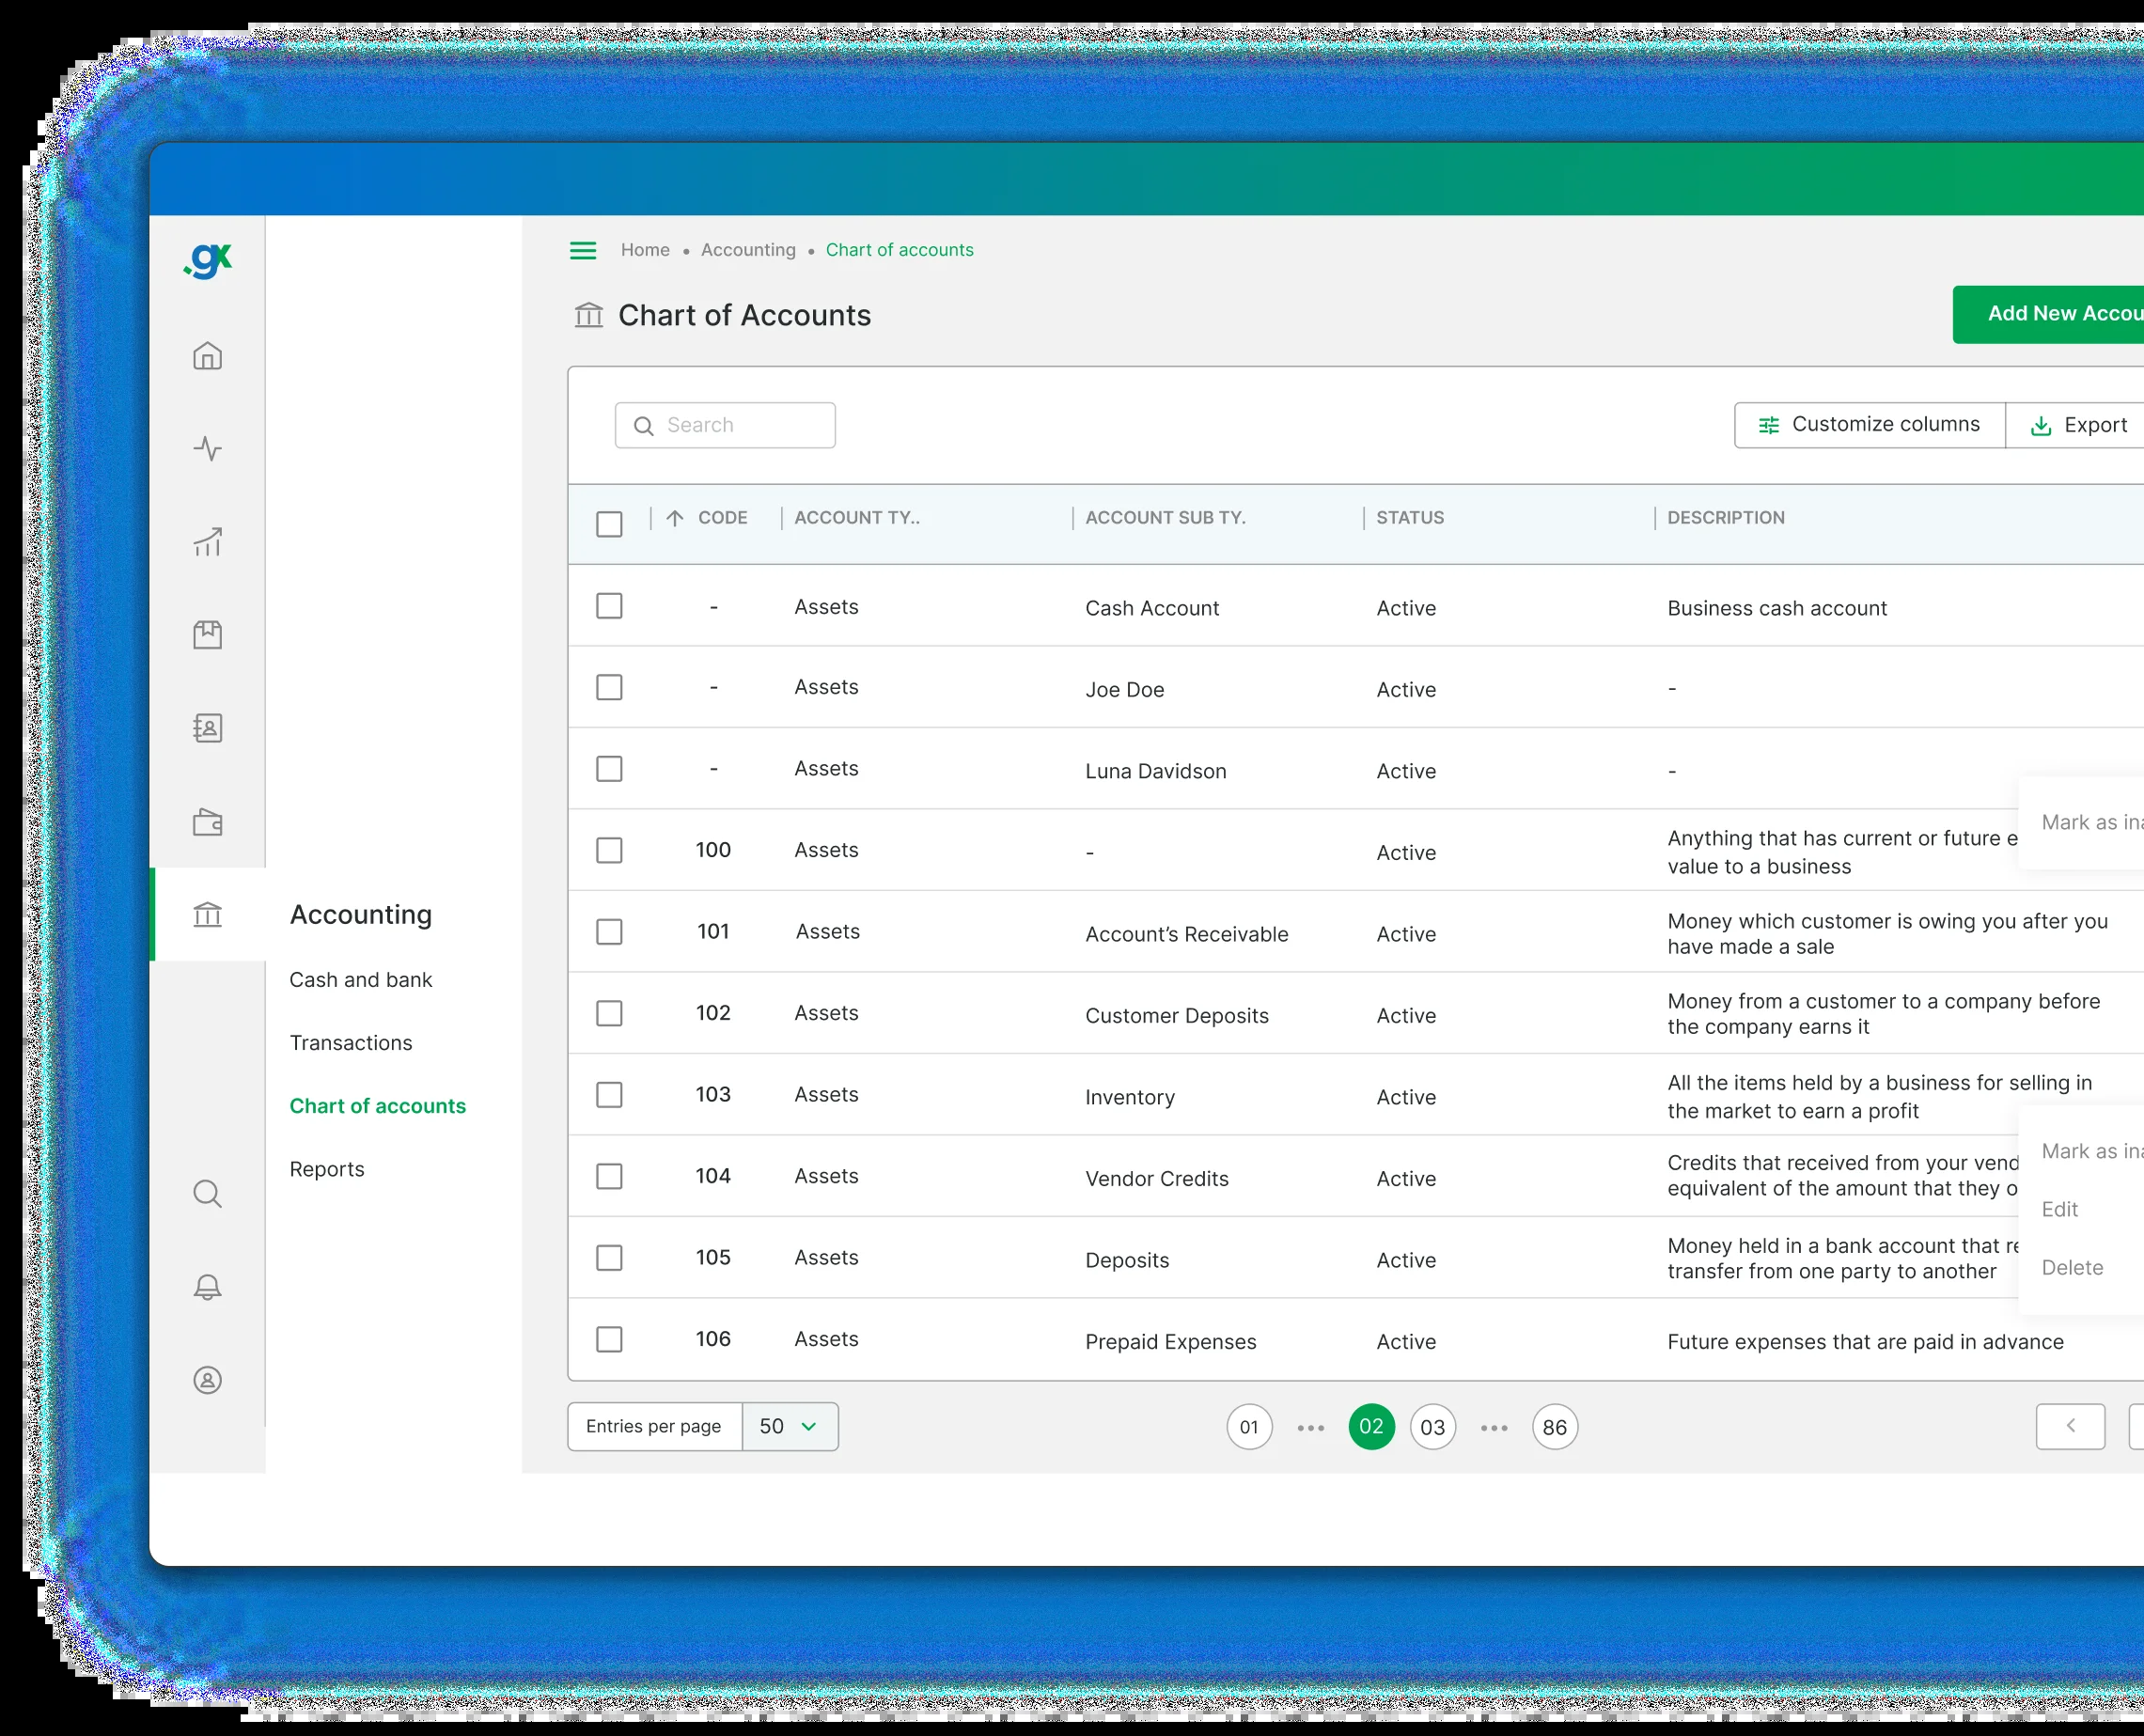 .gx
Home • Accounting • Chart of accounts
Chart of Accounts
Add New
Search
Customize columns
Export
CODE
ACCOUNT TY..
ACCOUNT SUB TY.
STATUS
DESCRIPTION
- Assets Cash Account Active Business cash account
- Assets Joe Doe Active -
- Assets Luna Davidson Active -
Mark as
100 Assets - Active Anything that has current or future
value to a business
101 Assets Account’s Receivable Active Money which customer is owing you after you
have made a sale
102 Assets Customer Deposits Active Money from a customer to a company before
the company earns it
103 Assets Inventory Active All the items held by a business for selling in
the market to earn a profit
104 Assets Vendor Credits Active Credits that received from your
equivalent of the amount that they
105 Assets Deposits Active Money held in a bank account that
transfer from one party to another
106 Assets Prepaid Expenses Active Future expenses that are paid in advance
Mark as
Edit
Delete
Accounting
Cash and bank
Transactions
Chart of accounts
Reports
Entries per page 50
01 ••• 02 03 ••• 86